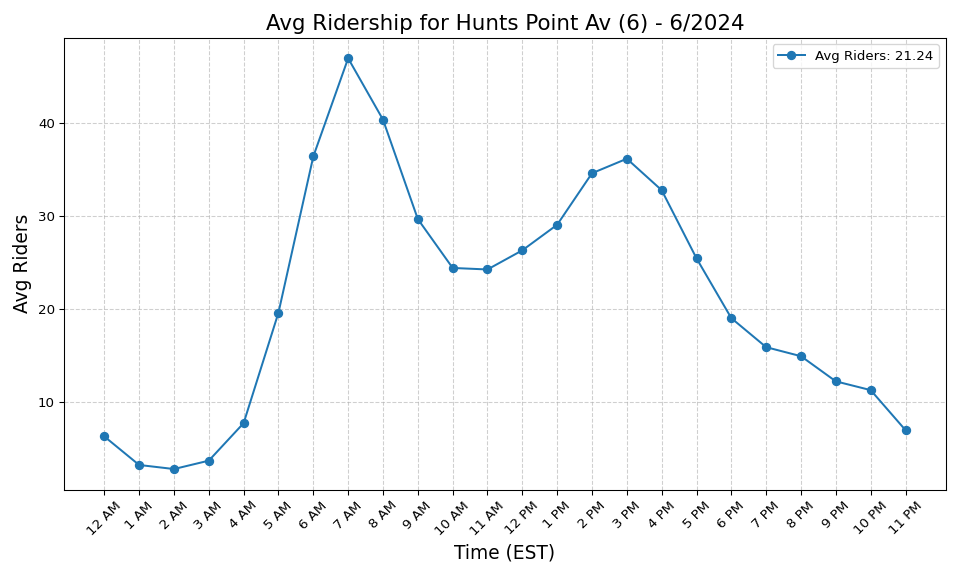 Avg Ridership for Hunts Point Av (6) - 6/2024
Avg Riders: 21.24
Avg Riders
40
30
20
10
12 AM
1 AM
2 AM
3 AM
4 AM
5 AM
6 AM
7 AM
8 AM
9 AM
10 AM
11 AM
12 PM
1 PM
2 PM
3 PM
4 PM
5 PM
6 PM
7 PM
8 PM
9 PM
10 PM
11 PM
Time (EST)